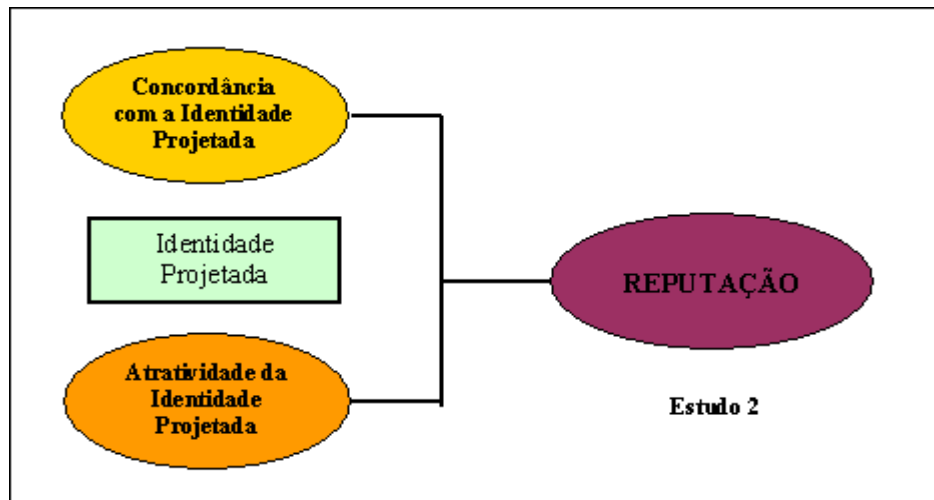 Concordância
com a Identidade
Projetada
Identidade
Projetada
REPUTAÇÃO
Atratividade da
Identidade
Projetada
Estudo 2